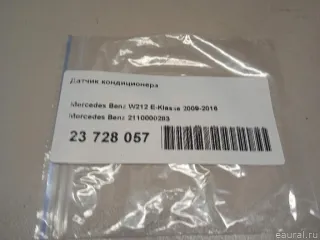 Датчик кондиционера
Mercedes Benz W212 E-Klasse 2009-2016
Mercedes Benz 2110000283
23 728 057
eaural.ru